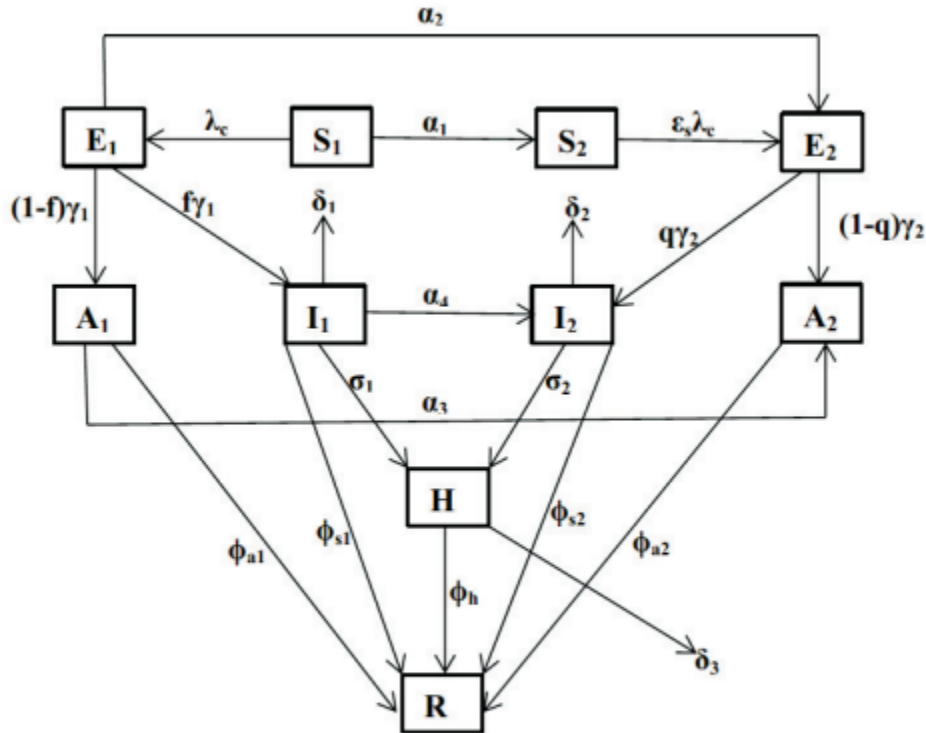 α₂
E₁ λc S₁ α₁ S₂ εsλc E₂
(1-f)γ₁ fγ₁ δ₁ δ₂ qγ₂ (1-q)γ₂
A₁ I₁ α₄ I₂ A₂
σ₁ σ₂
α₃
H
ϕa1 ϕs1 ϕh ϕs2 ϕa2
δ₃
R